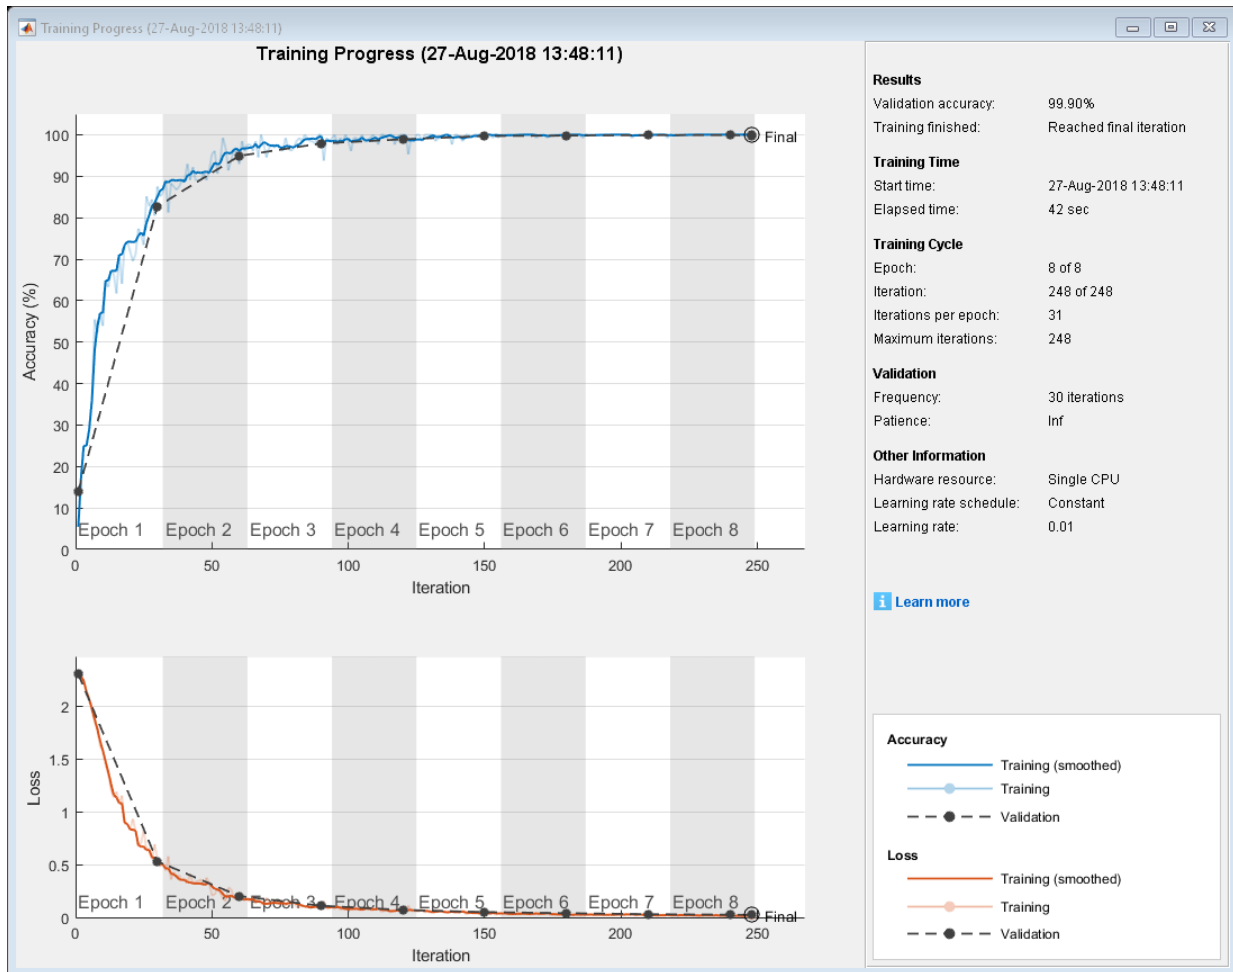 Training Progress (27-Aug-2018 13:48:11)
Training Progress (27-Aug-2018 13:48:11)
Accuracy (%)
100
90
80
70
60
50
40
30
20
10
0
Final
Epoch 1 Epoch 2 Epoch 3 Epoch 4 Epoch 5 Epoch 6 Epoch 7 Epoch 8
0 50 100 150 200 250
Iteration
Loss
2
1.5
1
0.5
0
Epoch 1 Epoch 2 Epoch 3 Epoch 4 Epoch 5 Epoch 6 Epoch 7 Epoch 8
Final
0 50 100 150 200 250
Iteration
Results
Validation accuracy: 99.90%
Training finished: Reached final iteration
Training Time
Start time: 27-Aug-2018 13:48:11
Elapsed time: 42 sec
Training Cycle
Epoch: 8 of 8
Iteration: 248 of 248
Iterations per epoch: 31
Maximum iterations: 248
Validation
Frequency: 30 iterations
Patience: Inf
Other Information
Hardware resource: Single CPU
Learning rate schedule: Constant
Learning rate: 0.01
i Learn more
Accuracy
Training (smoothed)
Training
Validation
Loss
Training (smoothed)
Training
Validation